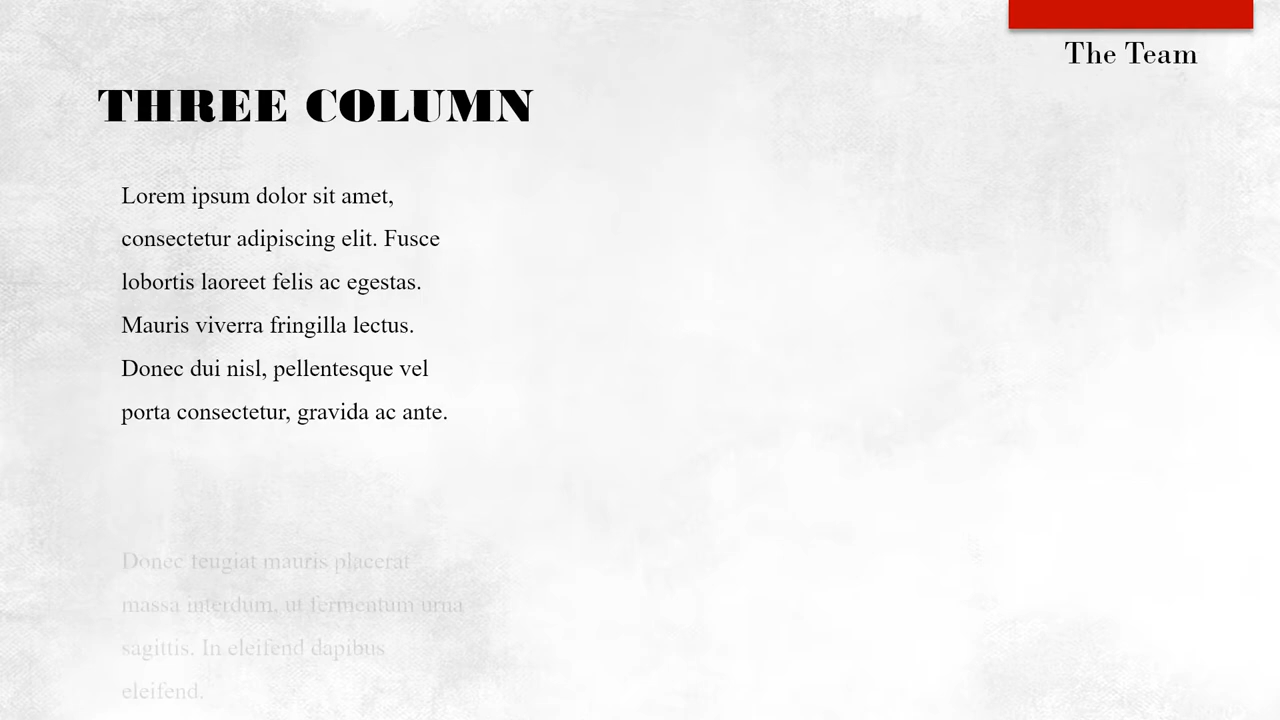 The Team
THREE COLUMN
Lorem ipsum dolor sit amet,
consectetur adipiscing elit. Fusce
lobortis laoreet felis ac egestas.
Mauris viverra fringilla lectus.
Donec dui nisl, pellentesque vel
porta consectetur, gravida ac ante.
Donec feugiat mauris placerat
massa interdum, ut fermentum urna
sagittis. In eleifend dapibus
eleifend.